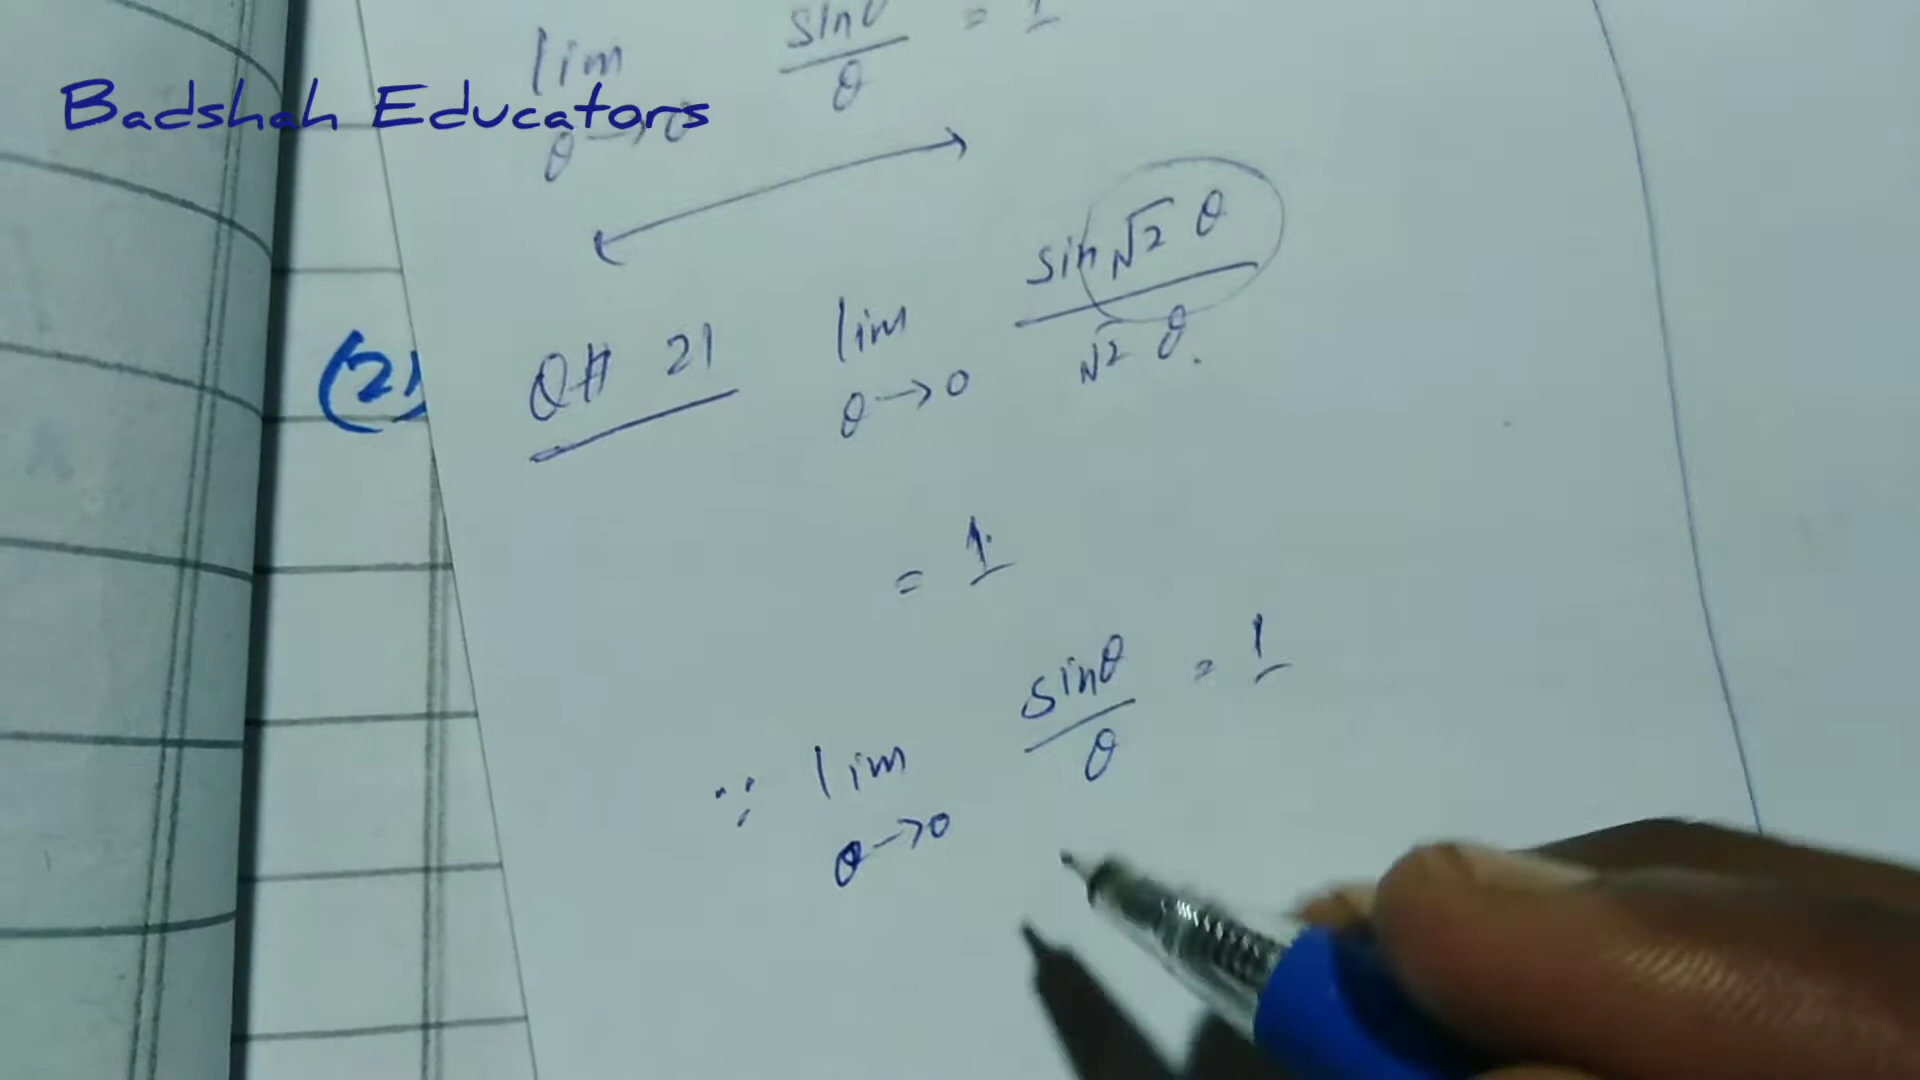 lim sinθ/θ = 1
θ→0
Badshah Educators
(2)
Q# 21 lim sin√2 θ / √2 θ.
θ→0
= 1
∵ lim sinθ/θ = 1
θ→0